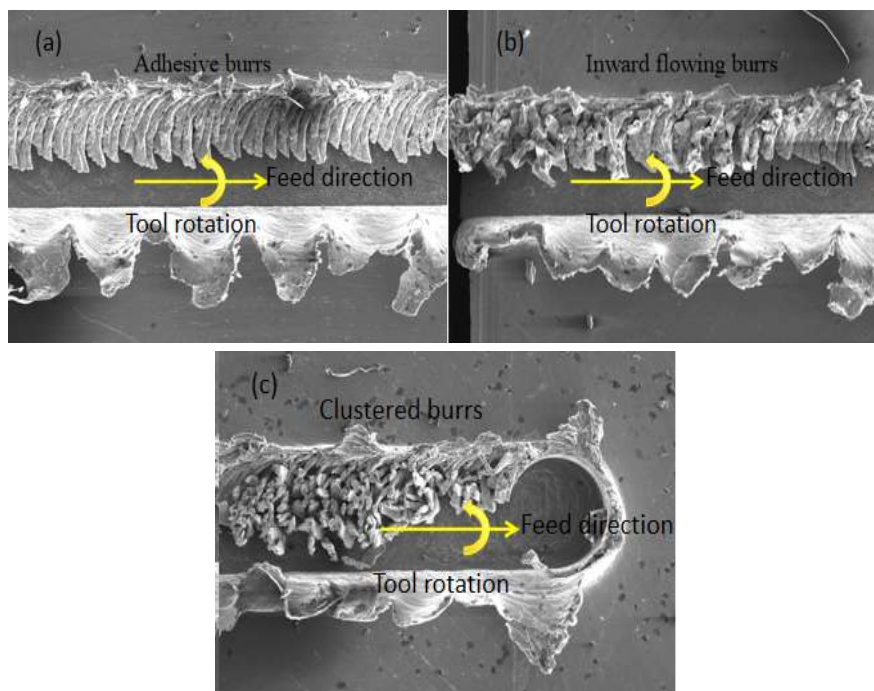 (a)
Adhesive burrs
Feed direction
Tool rotation
(b)
Inward flowing burrs
Feed direction
Tool rotation
(c)
Clustered burrs
Feed direction
Tool rotation